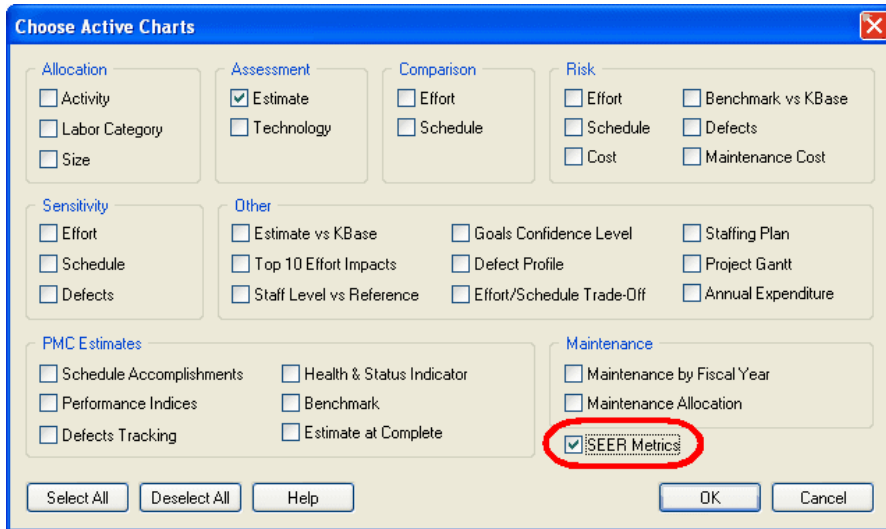 Choose Active Charts
Allocation
Activity
Labor Category
Size
Assessment
Estimate
Technology
Comparison
Effort
Schedule
Risk
Effort
Schedule
Cost
Benchmark vs KBase
Defects
Maintenance Cost
Sensitivity
Effort
Schedule
Defects
Other
Estimate vs KBase
Top 10 Effort Impacts
Staff Level vs Reference
Goals Confidence Level
Defect Profile
Effort/Schedule Trade-Off
Staffing Plan
Project Gantt
Annual Expenditure
PMC Estimates
Schedule Accomplishments
Performance Indices
Defects Tracking
Health & Status Indicator
Benchmark
Estimate at Complete
Maintenance
Maintenance by Fiscal Year
Maintenance Allocation
SEER Metrics
Select All
Deselect All
Help
OK
Cancel